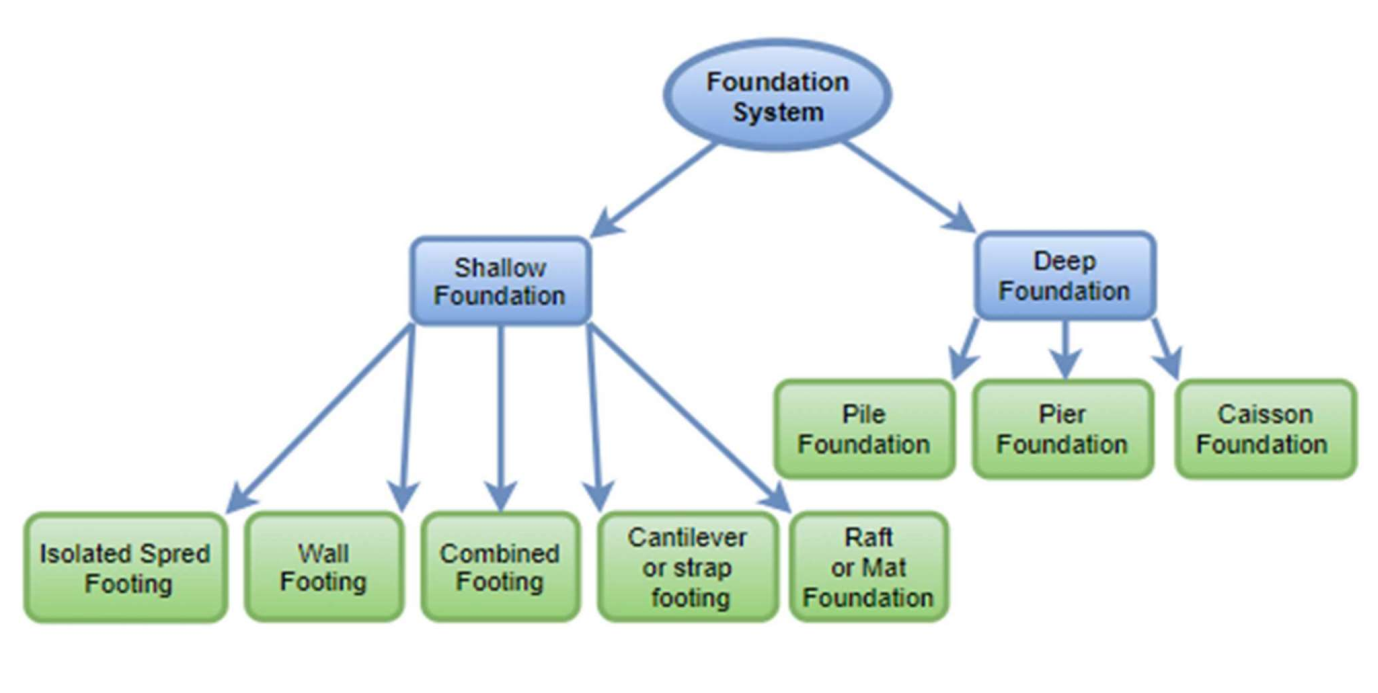 Foundation
System
Shallow
Foundation
Deep
Foundation
Pile
Foundation
Pier
Foundation
Caisson
Foundation
Isolated Spred
Footing
Wall
Footing
Combined
Footing
Cantilever
or strap
footing
Raft
or Mat
Foundation